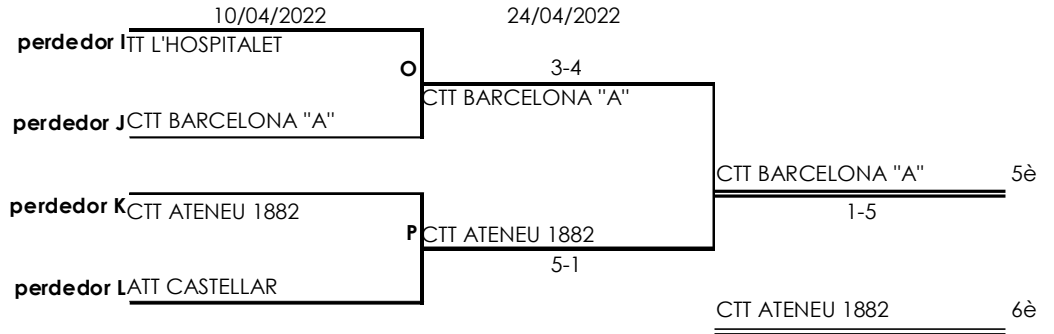 10/04/2022 24/04/2022
perdedor I TT L'HOSPITALET
O 3-4
CTT BARCELONA "A"
perdedor J CTT BARCELONA "A"
CTT BARCELONA "A" 5è
perdedor K CTT ATENEU 1882 1-5
P CTT ATENEU 1882
5-1
perdedor L ATT CASTELLAR
CTT ATENEU 1882 6è